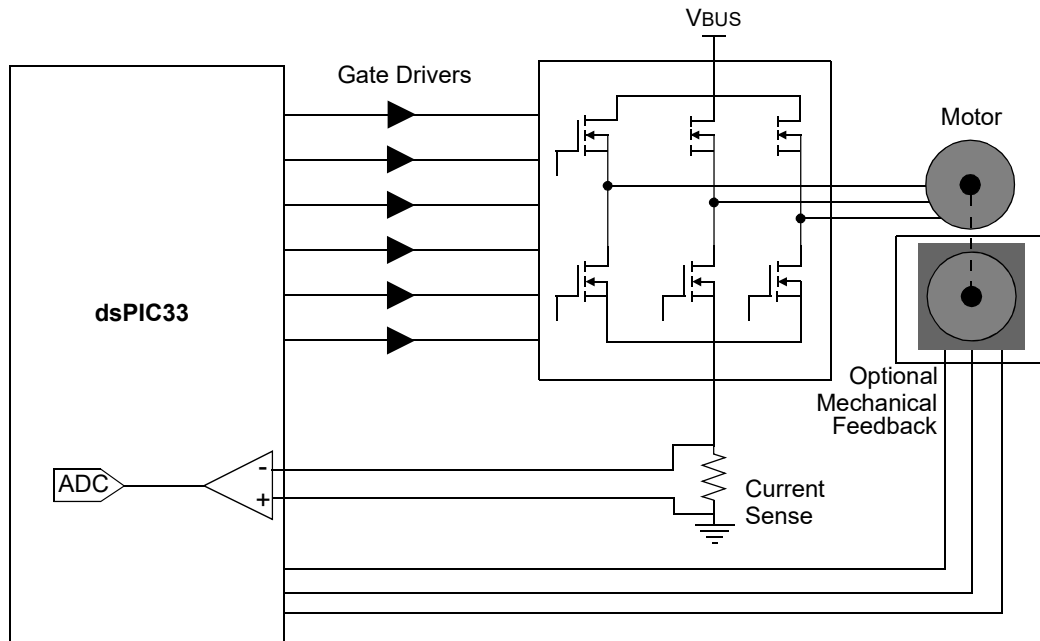 VBUS
Gate Drivers
Motor
dsPIC33
Optional
Mechanical
Feedback
-
ADC
+
Current
Sense